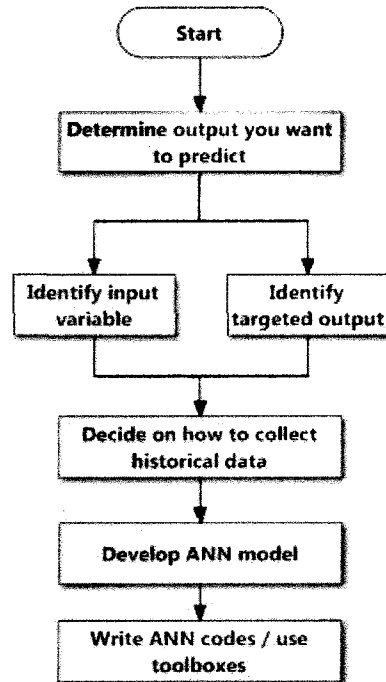 Start
Determine output you want
to predict
Identify input
variable
Identify
targeted output
Decide on how to collect
historical data
Develop ANN model
Write ANN codes / use
toolboxes